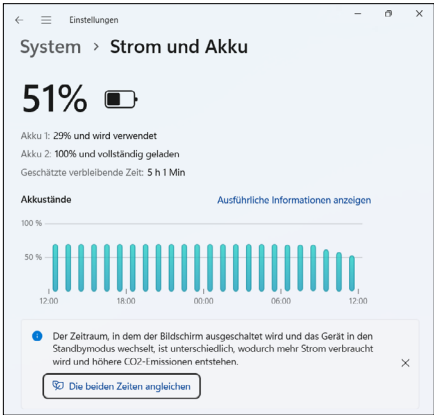 Einstellungen
System > Strom und Akku
51%
Akku 1: 29% und wird verwendet
Akku 2: 100% und vollständig geladen
Geschätzte verbleibende Zeit: 5 h 1 Min
Akkustände
Ausführliche Informationen anzeigen
100 %
50 %
12:00 18:00 00:00 06:00 12:00
Der Zeitraum, in dem der Bildschirm ausgeschaltet wird und das Gerät in den
Standbymodus wechselt, ist unterschiedlich, wodurch mehr Strom verbraucht
wird und höhere CO2-Emissionen entstehen.
Die beiden Zeiten angleichen